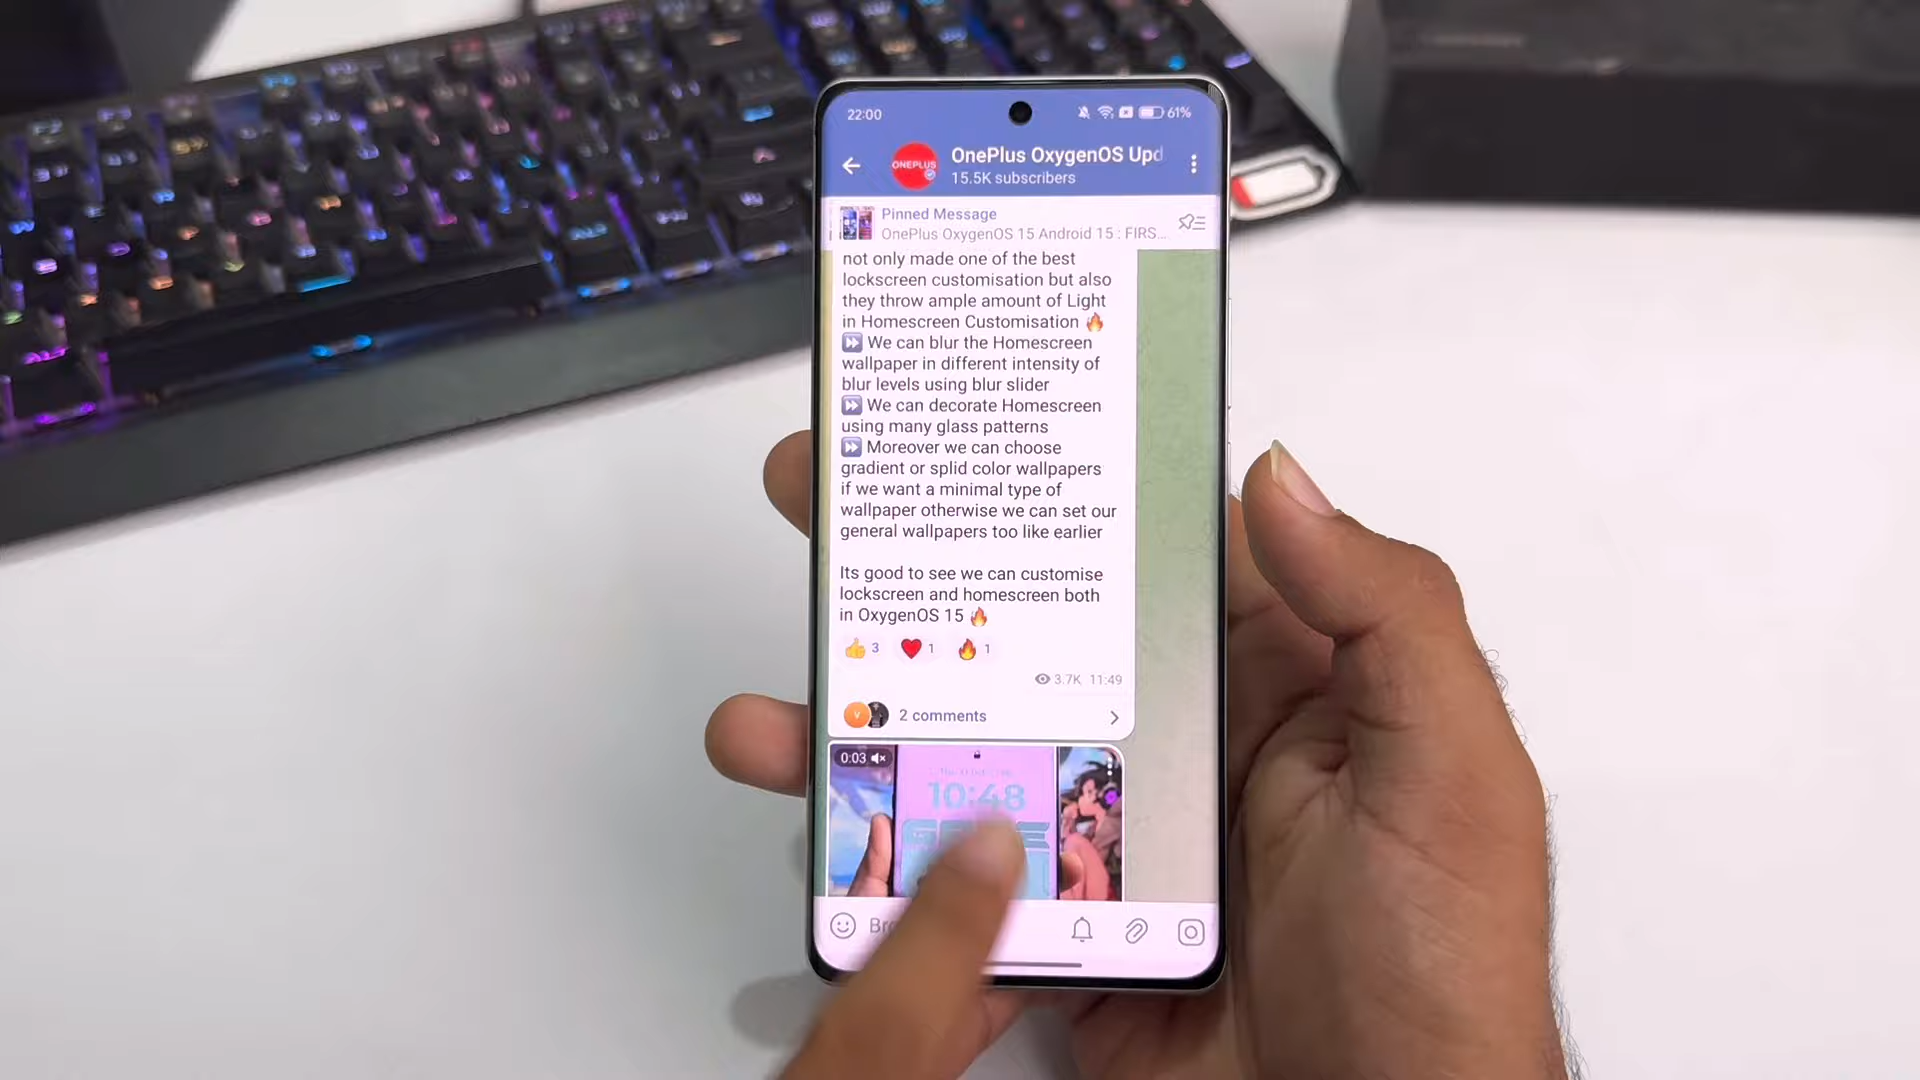 22:00
61%
ONEPLUS
OnePlus OxygenOS Upd
15.5K subscribers
Pinned Message
OnePlus OxygenOS 15 Android 15 : FIRS...
not only made one of the best
lockscreen customisation but also
they throw ample amount of Light
in Homescreen Customisation 🔥
⏩ We can blur the Homescreen
wallpaper in different intensity of
blur levels using blur slider
⏩ We can decorate Homescreen
using many glass patterns
⏩ Moreover we can choose
gradient or splid color wallpapers
if we want a minimal type of
wallpaper otherwise we can set our
general wallpapers too like earlier
Its good to see we can customise
lockscreen and homescreen both
in OxygenOS 15 🔥
👍 3 ❤️ 1 🔥 1
3.7K 11:49
V
2 comments
0:03
10:48